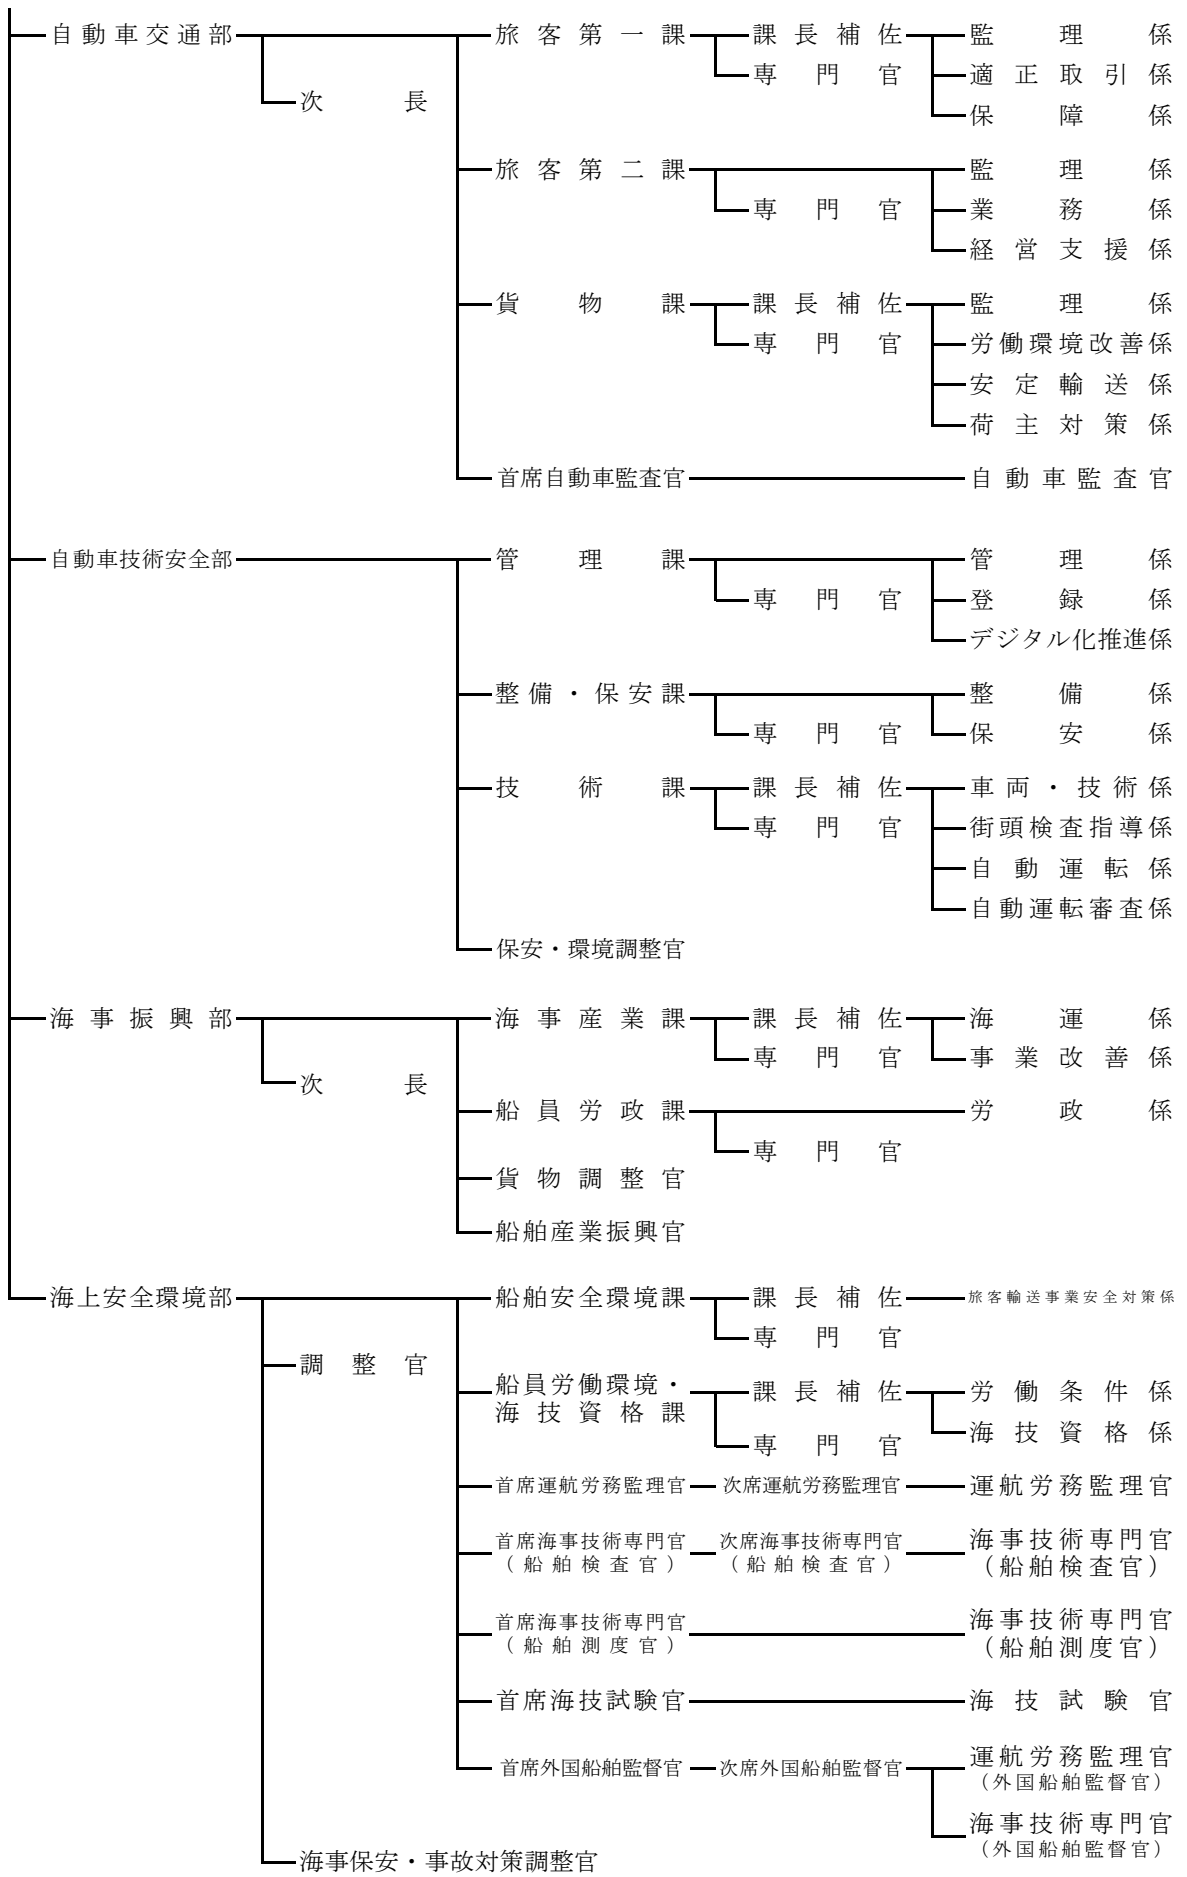 自動車交通部 旅客第一課 課長補佐 監理係
専門官 適正取引係
次長
保障係
旅客第二課 監理係
専門官 業務係
経営支援係
貨物課 課長補佐 監理係
専門官 労働環境改善係
安定輸送係
荷主対策係
首席自動車監査官 自動車監査官
自動車技術安全部 管理課 管理係
専門官 登録係
デジタル化推進係
整備・保安課 整備係
専門官 保安係
技術課 課長補佐 車両・技術係
専門官 街頭検査指導係
自動運転係
自動運転審査係
保安・環境調整官
海事振興部 海事産業課 課長補佐 海運係
専門官 事業改善係
次長
船員労政課 労政係
専門官
貨物調整官
船舶産業振興官
海上安全環境部 船舶安全環境課 課長補佐 旅客輸送事業安全対策係
専門官
調整官
船員労働環境・
海技資格課 課長補佐 労働条件係
海技資格係
専門官
首席運航労務監理官 次席運航労務監理官 運航労務監理官
首席海事技術専門官 次席海事技術専門官 海事技術専門官
（船舶検査官） （船舶検査官） （船舶検査官）
首席海事技術専門官 海事技術専門官
（船舶測度官） （船舶測度官）
首席海技試験官 海技試験官
首席外国船舶監督官 次席外国船舶監督官 運航労務監理官
（外国船舶監督官）
海事技術専門官
（外国船舶監督官）
海事保安・事故対策調整官